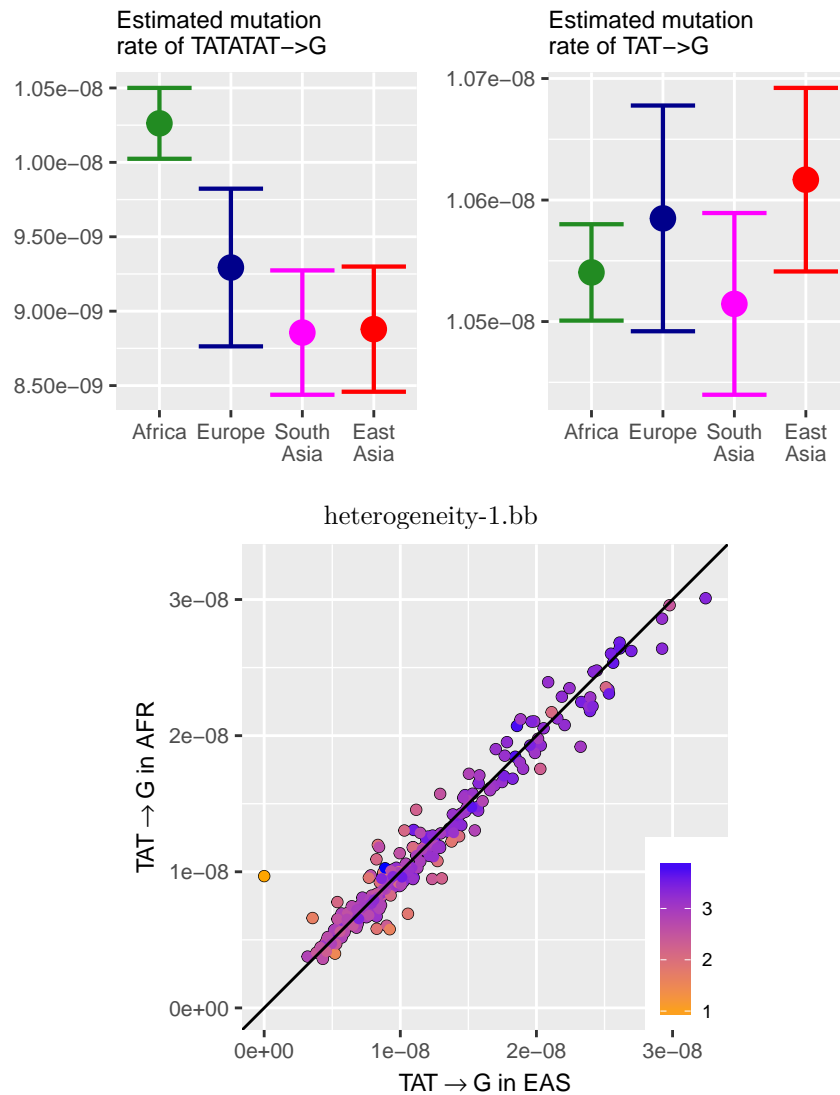 Estimated mutation
rate of TATATAT−>G
1.05e−08
1.00e−08
9.50e−09
9.00e−09
8.50e−09
Africa Europe South Asia East Asia
Estimated mutation
rate of TAT−>G
1.07e−08
1.06e−08
1.05e−08
Africa Europe South Asia East Asia
heterogeneity-1.bb
TAT → G in AFR
3e−08
2e−08
1e−08
0e+00
3
2
1
0e+00 1e−08 2e−08 3e−08
TAT → G in EAS